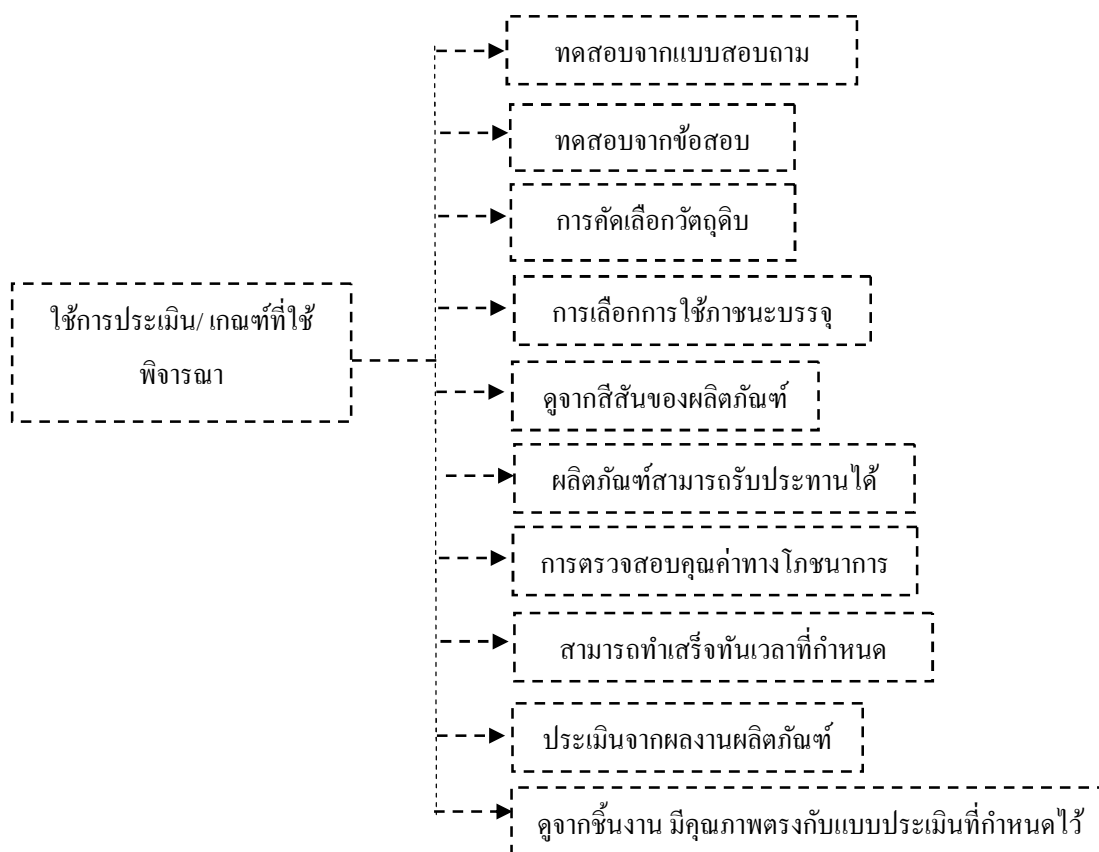 ทดสอบจากแบบสอบถาม
ทดสอบจากข้อสอบ
การคัดเลือกวัตถุดิบ
ใช้การประเมิน/ เกณฑ์ที่ใช้
พิจารณา
การเลือกการใช้ภาชนะบรรจุ
ดูจากสีสันของผลิตภัณฑ์
ผลิตภัณฑ์สามารถรับประทานได้
การตรวจสอบคุณค่าทางโภชนาการ
สามารถทำเสร็จทันเวลาที่กำหนด
ประเมินจากผลงานผลิตภัณฑ์
ดูจากชิ้นงาน มีคุณภาพตรงกับแบบประเมินที่กำหนดไว้